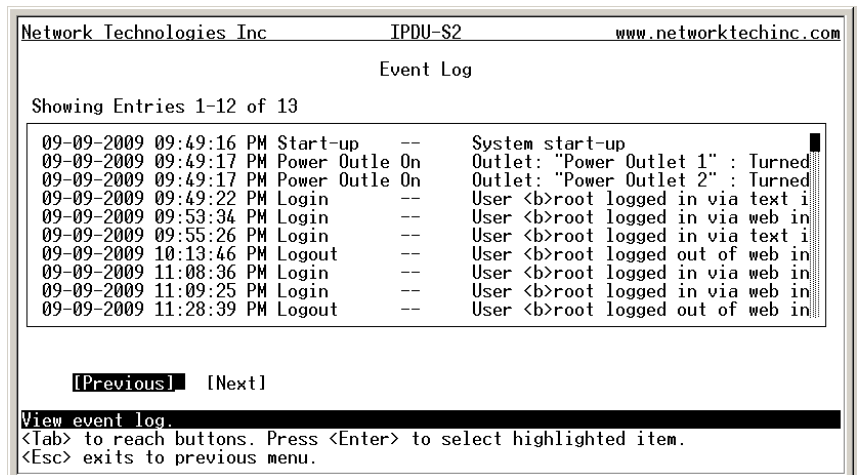 Network Technologies Inc IPDU-S2 www.networktechinc.com
Event Log
Showing Entries 1-12 of 13
09-09-2009 09:49:16 PM Start-up -- System start-up
09-09-2009 09:49:17 PM Power Outle On Outlet: "Power Outlet 1" : Turned
09-09-2009 09:49:17 PM Power Outle On Outlet: "Power Outlet 2" : Turned
09-09-2009 09:49:22 PM Login -- User <b>root logged in via text i
09-09-2009 09:53:34 PM Login -- User <b>root logged in via web in
09-09-2009 09:55:26 PM Login -- User <b>root logged in via text i
09-09-2009 10:13:46 PM Logout -- User <b>root logged out of web in
09-09-2009 11:08:36 PM Login -- User <b>root logged in via web in
09-09-2009 11:09:25 PM Login -- User <b>root logged in via web in
09-09-2009 11:28:39 PM Logout -- User <b>root logged out of web in
[Previous] [Next]
View event log.
<Tab> to reach buttons. Press <Enter> to select highlighted item.
<Esc> exits to previous menu.